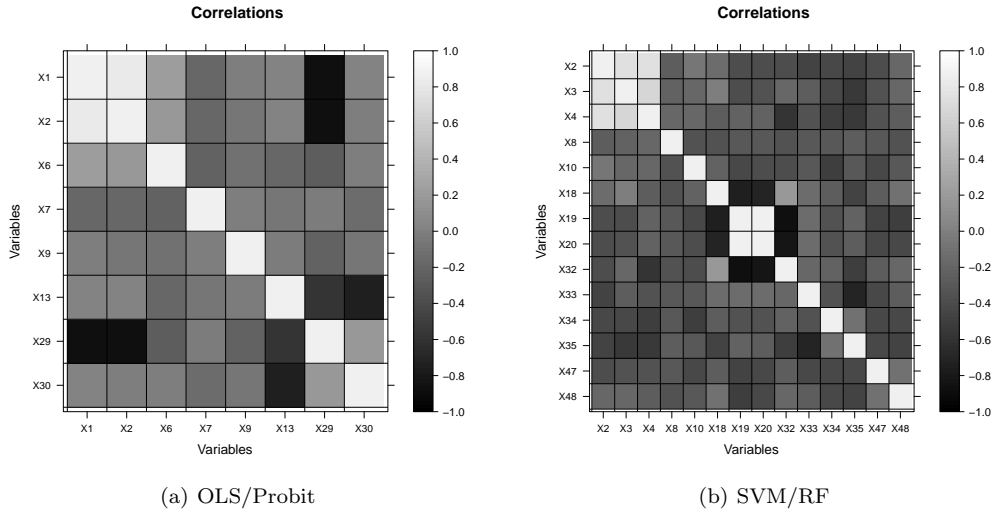 Correlations
X1
X2
X6
X7
X9
X13
X29
X30
Variables
X1 X2 X6 X7 X9 X13 X29 X30
Variables
1.0
0.8
0.6
0.4
0.2
0.0
−0.2
−0.4
−0.6
−0.8
−1.0
(a) OLS/Probit
Correlations
X2
X3
X4
X8
X10
X18
X19
X20
X32
X33
X34
X35
X47
X48
Variables
X2 X3 X4 X8 X10 X18 X19 X20 X32 X33 X34 X35 X47 X48
Variables
1.0
0.8
0.6
0.4
0.2
0.0
−0.2
−0.4
−0.6
−0.8
−1.0
(b) SVM/RF